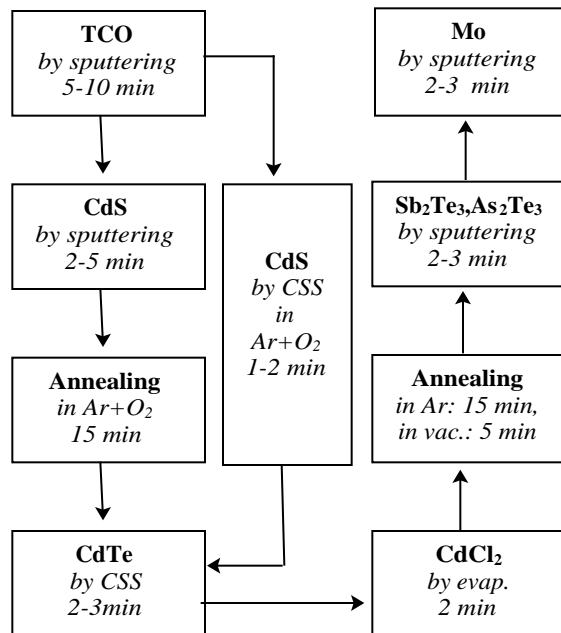 TCO
by sputtering
5-10 min
CdS
by sputtering
2-5 min
Annealing
in Ar+O₂
15 min
CdTe
by CSS
2-3min
CdS
by CSS
in
Ar+O₂
1-2 min
Mo
by sputtering
2-3 min
Sb₂Te₃,As₂Te₃
by sputtering
2-3 min
Annealing
in Ar: 15 min,
in vac.: 5 min
CdCl₂
by evap.
2 min